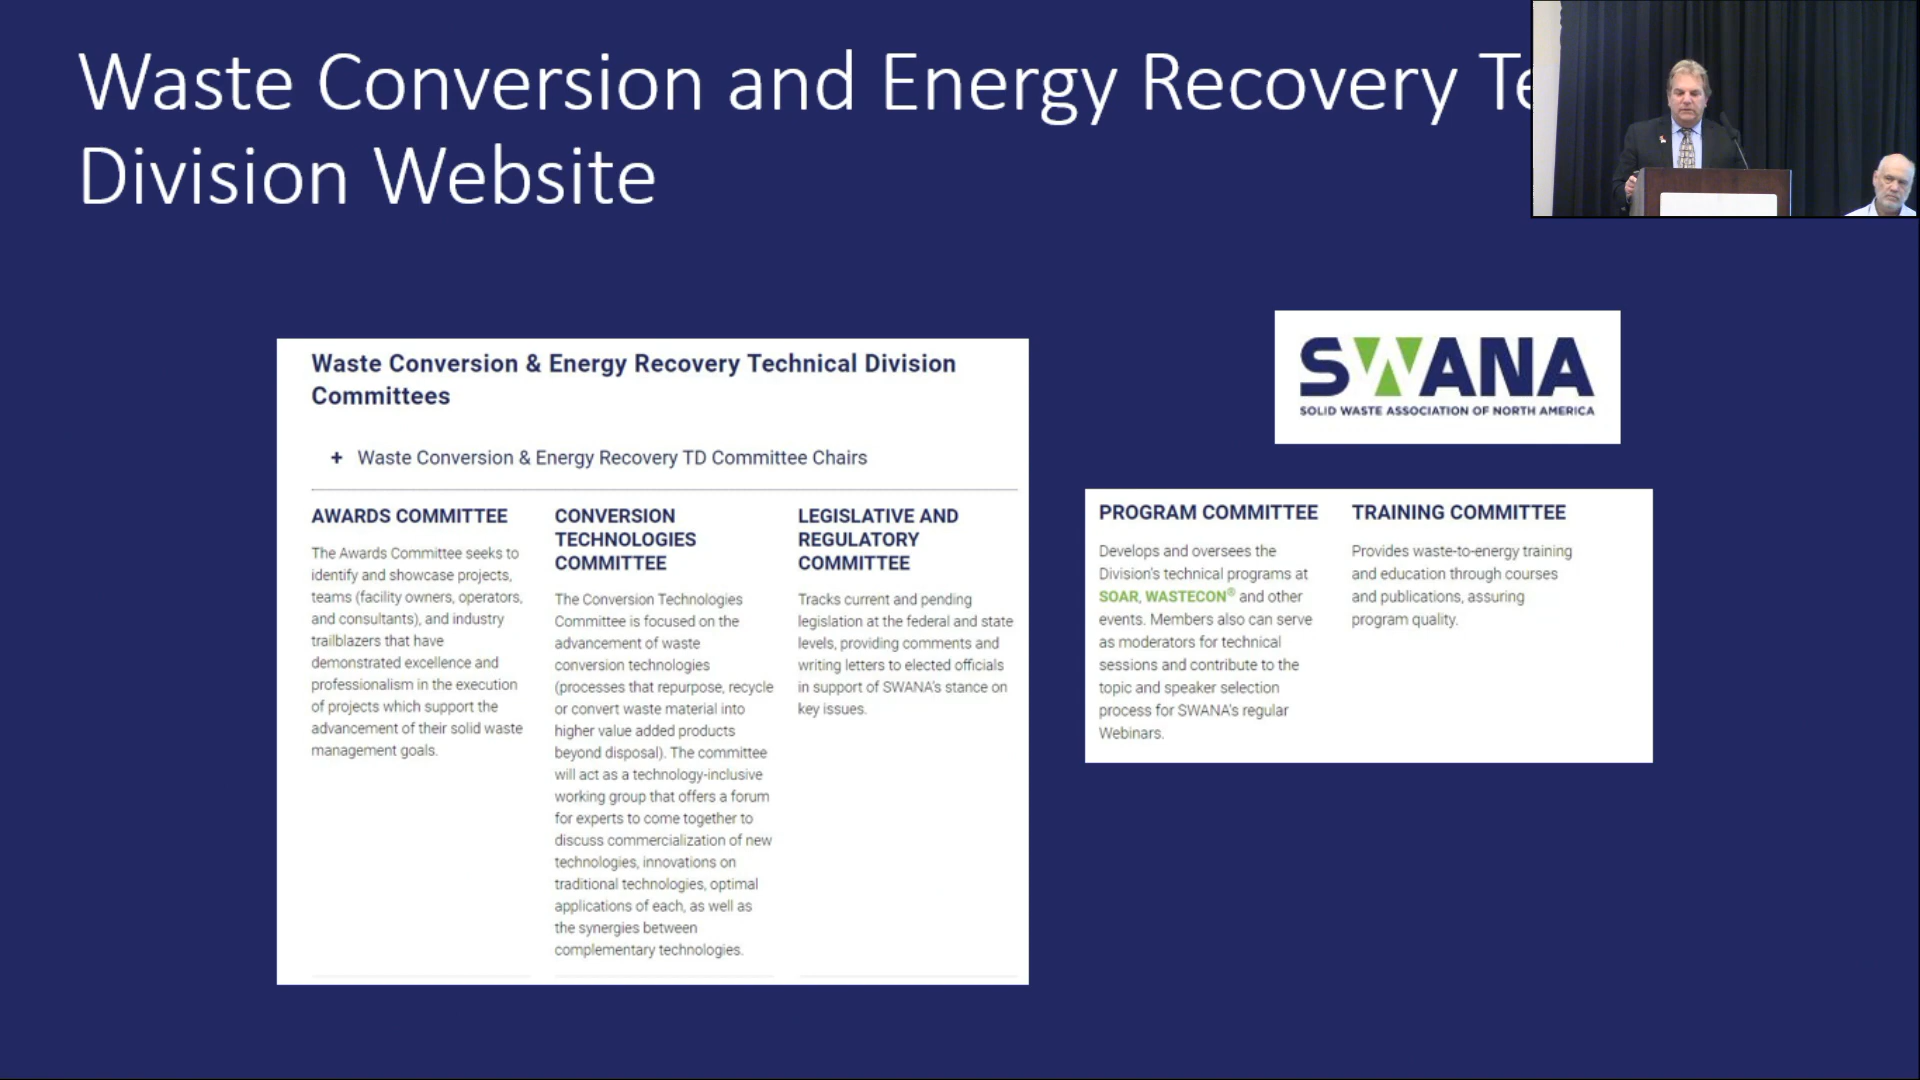 Waste Conversion and Energy Recovery
Division Website
Waste Conversion & Energy Recovery Technical Division
Committees
+ Waste Conversion & Energy Recovery TD Committee Chairs
AWARDS COMMITTEE
The Awards Committee seeks to
identify and showcase projects,
teams (facility owners, operators,
and consultants), and industry
trailblazers that have
demonstrated excellence and
professionalism in the execution
of projects which support the
advancement of their solid waste
management goals.
CONVERSION
TECHNOLOGIES
COMMITTEE
The Conversion Technologies
Committee is focused on the
advancement of waste
conversion technologies
(processes that repurpose, recycle
or convert waste material into
higher value added products
beyond disposal). The committee
will act as a technology-inclusive
working group that offers a forum
for experts to come together to
discuss commercialization of new
technologies, innovations on
traditional technologies, optimal
applications of each, as well as
the synergies between
complementary technologies.
LEGISLATIVE AND
REGULATORY
COMMITTEE
Tracks current and pending
legislation at the federal and state
levels, providing comments and
writing letters to elected officials
in support of SWANA's stance on
key issues.
SWANA
SOLID WASTE ASSOCIATION OF NORTH AMERICA
PROGRAM COMMITTEE
Develops and oversees the
Division's technical programs at
SOAR, WASTECON® and other
events. Members also can serve
as moderators for technical
sessions and contribute to the
topic and speaker selection
process for SWANA's regular
Webinars.
TRAINING COMMITTEE
Provides waste-to-energy training
and education through courses
and publications, assuring
program quality.